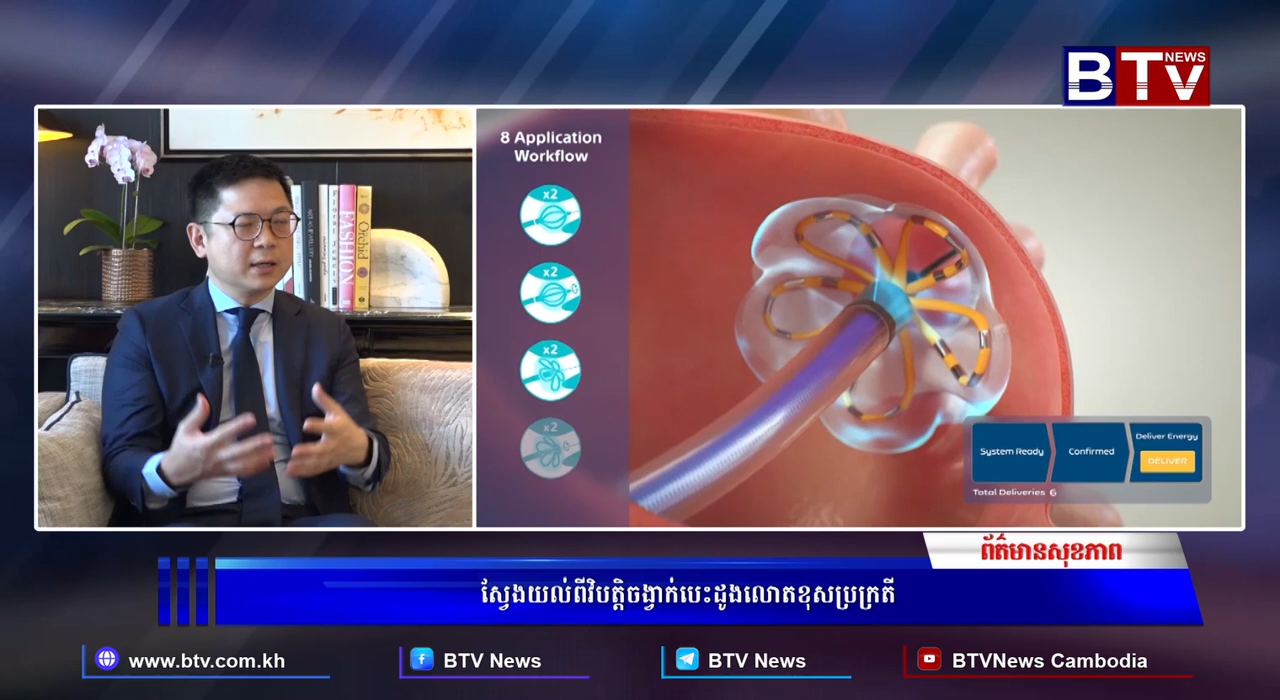 BTV NEWS
8 Application
Workflow
x2
x2
x2
x2
FASHION
Orchid
System Ready
Confirmed
Deliver Energy
DELIVER
Total Deliveries 6
ព័ត៌មានសុខភាព
ស្វែងយល់ពីវិបត្តិចង្វាក់បេះដូងលោតខុសប្រក្រតី
www.btv.com.kh
BTV News
BTV News
BTVNews Cambodia